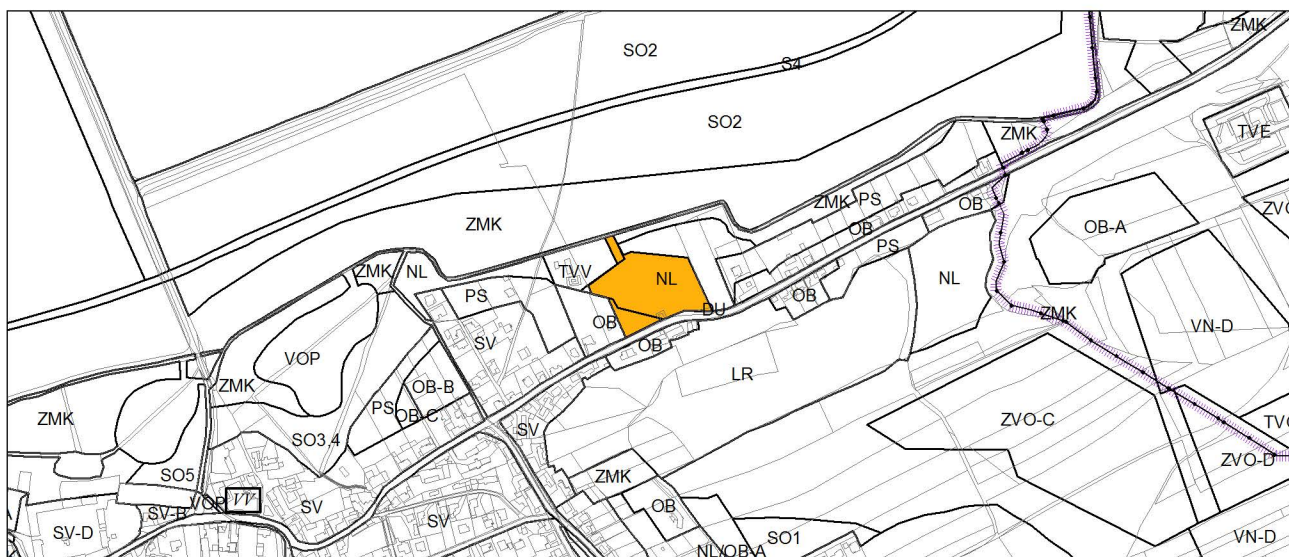 ZMK
SO2
S4
SO2
ZMK
TVE
ZMK
PS
OB
ZVO
ZMK
OB
PS
OB-A
ZMK
NL
TVV
NL
NL
PS
DU
OB
ZMK
VN-D
OB
SV
OB
VOP
OB-B
LR
ZMK
PS
OB-C
ZVO-C
ZMK
SO3,4
SV
TVO
ZVO-D
SO5
ZMK
VOP
VV
SV
OB
SV-B
SV
SV-D
SO1
VN-D
NL/OB-A